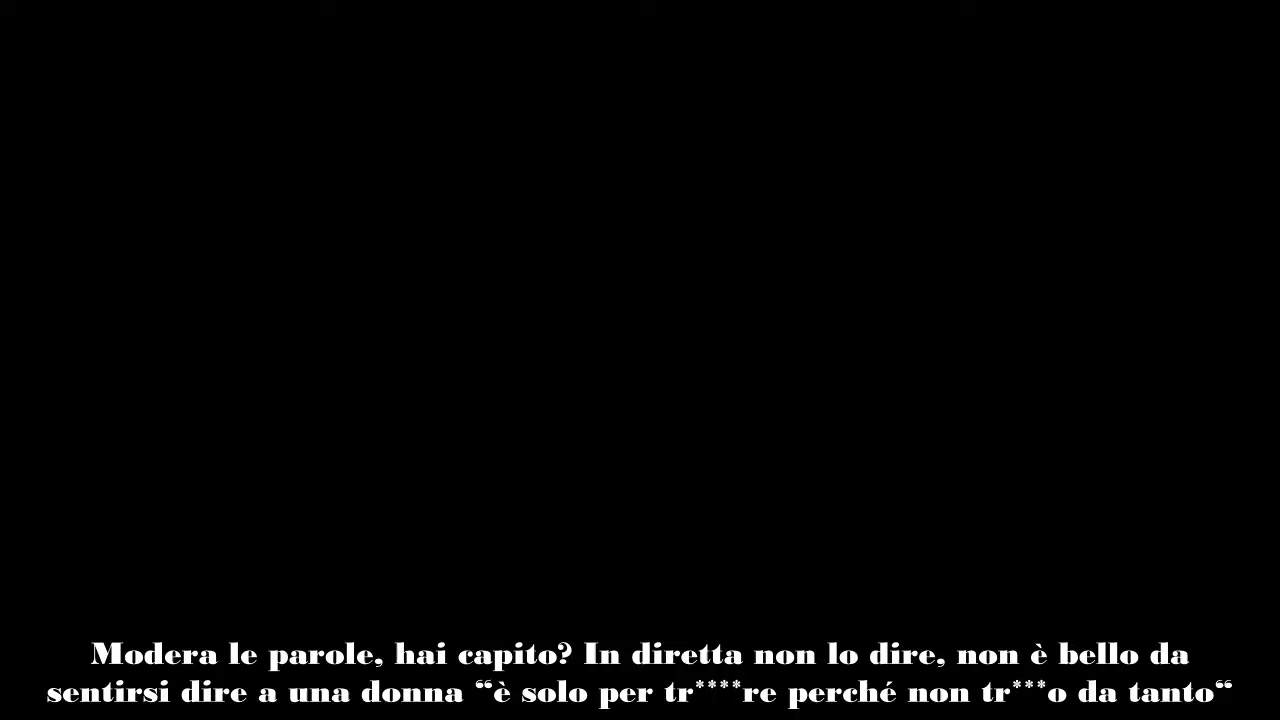 Modera le parole, hai capito? In diretta non lo dire, non è bello da
sentirsi dire a una donna “è solo per tr****re perché non tr***o da tanto“